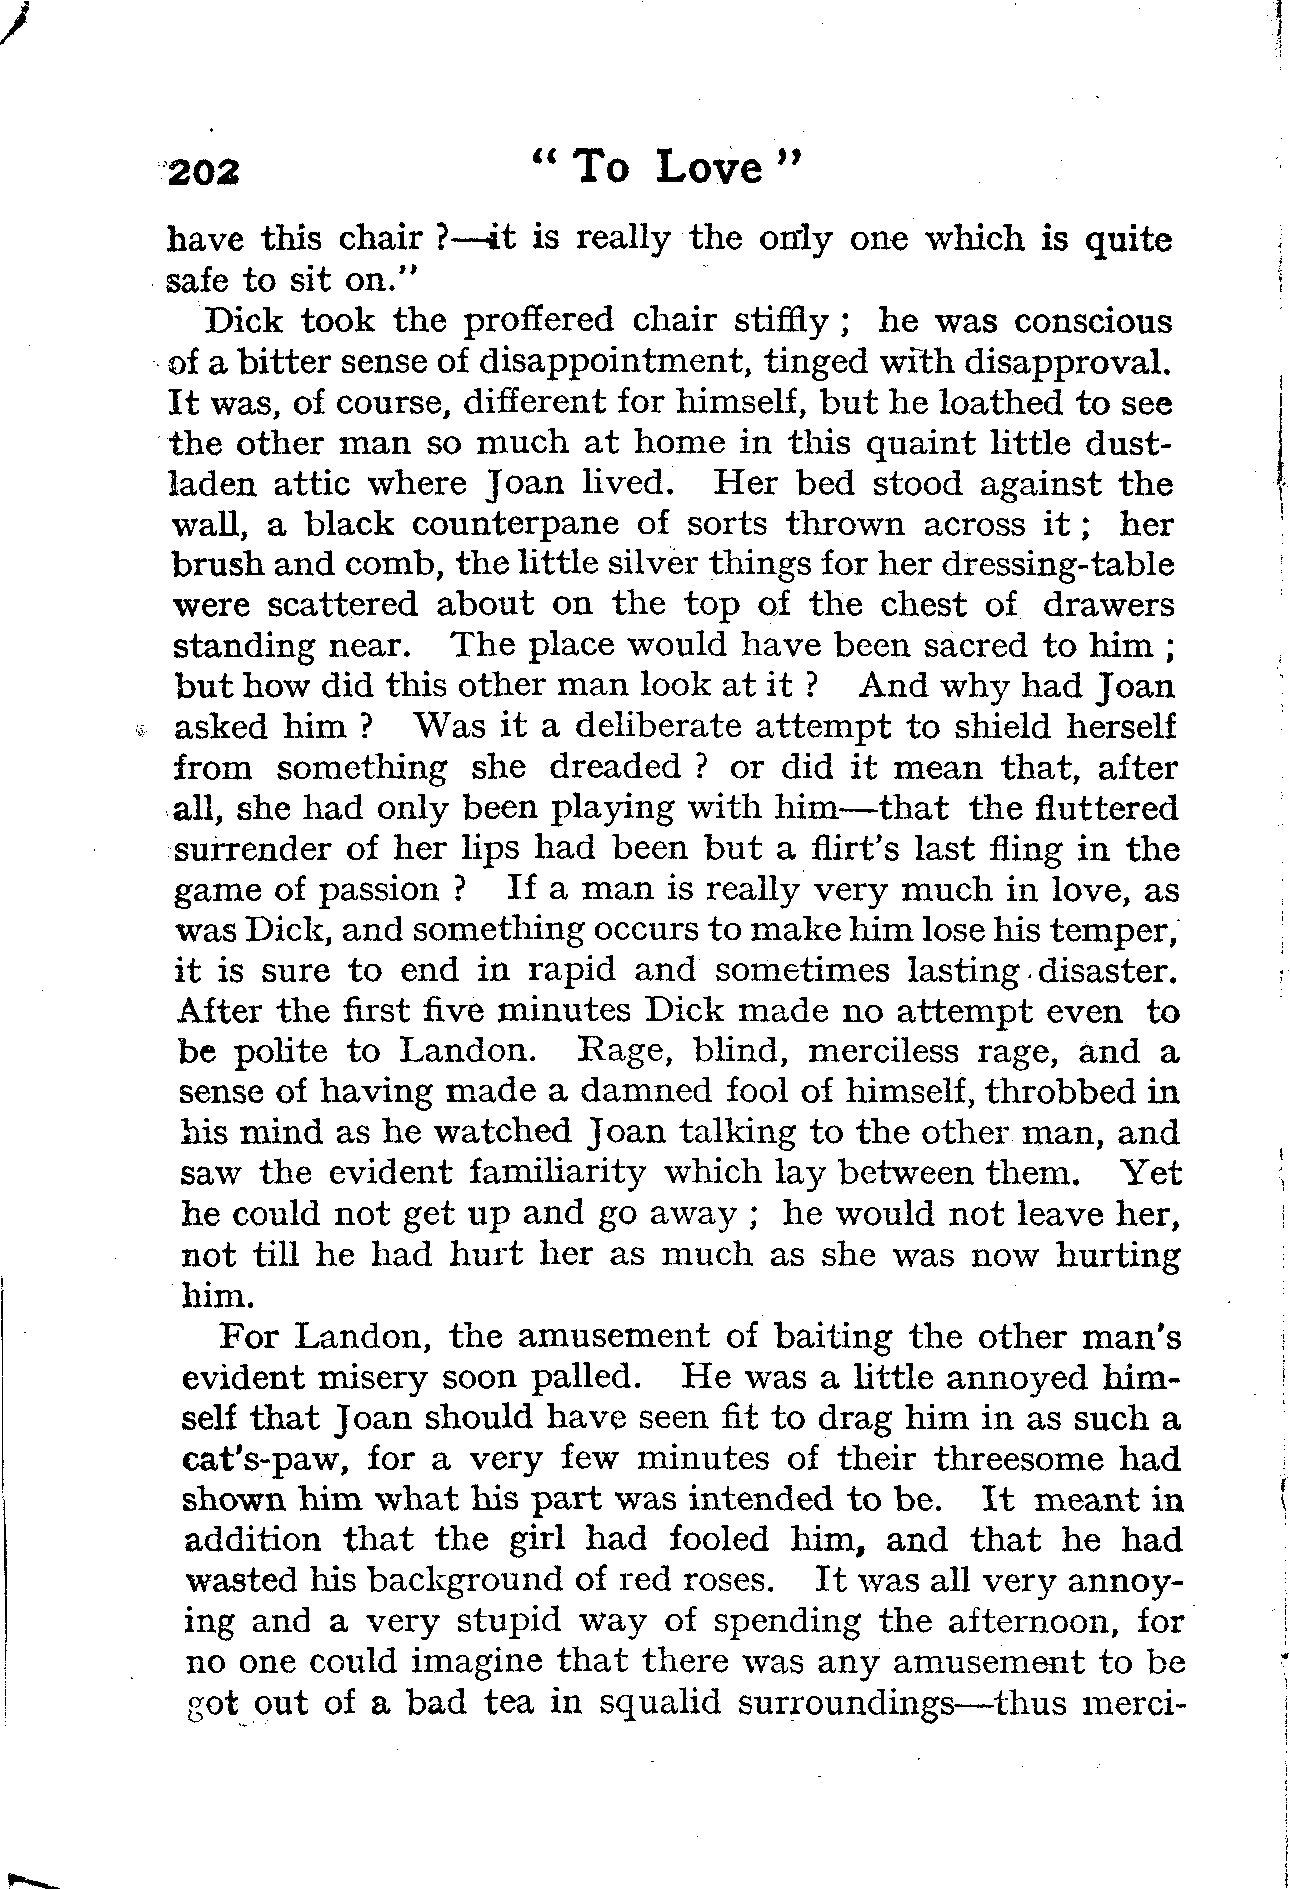 202 “ To Love ”
have this chair ?—it is really the only one which is quite
safe to sit on.”
Dick took the proffered chair stiffly ; he was conscious
of a bitter sense of disappointment, tinged with disapproval.
It was, of course, different for himself, but he loathed to see
the other man so much at home in this quaint little dust-
laden attic where Joan lived. Her bed stood against the
wall, a black counterpane of sorts thrown across it ; her
brush and comb, the little silver things for her dressing-table
were scattered about on the top of the chest of drawers
standing near. The place would have been sacred to him ;
but how did this other man look at it ? And why had Joan
asked him ? Was it a deliberate attempt to shield herself
from something she dreaded ? or did it mean that, after
all, she had only been playing with him—that the fluttered
surrender of her lips had been but a flirt’s last fling in the
game of passion ? If a man is really very much in love, as
was Dick, and something occurs to make him lose his temper,
it is sure to end in rapid and sometimes lasting disaster.
After the first five minutes Dick made no attempt even to
be polite to Landon. Rage, blind, merciless rage, and a
sense of having made a damned fool of himself, throbbed in
his mind as he watched Joan talking to the other man, and
saw the evident familiarity which lay between them. Yet
he could not get up and go away ; he would not leave her,
not till he had hurt her as much as she was now hurting
him.
For Landon, the amusement of baiting the other man’s
evident misery soon palled. He was a little annoyed him-
self that Joan should have seen fit to drag him in as such a
cat’s-paw, for a very few minutes of their threesome had
shown him what his part was intended to be. It meant in
addition that the girl had fooled him, and that he had
wasted his background of red roses. It was all very annoy-
ing and a very stupid way of spending the afternoon, for
no one could imagine that there was any amusement to be
got out of a bad tea in squalid surroundings—thus merci-